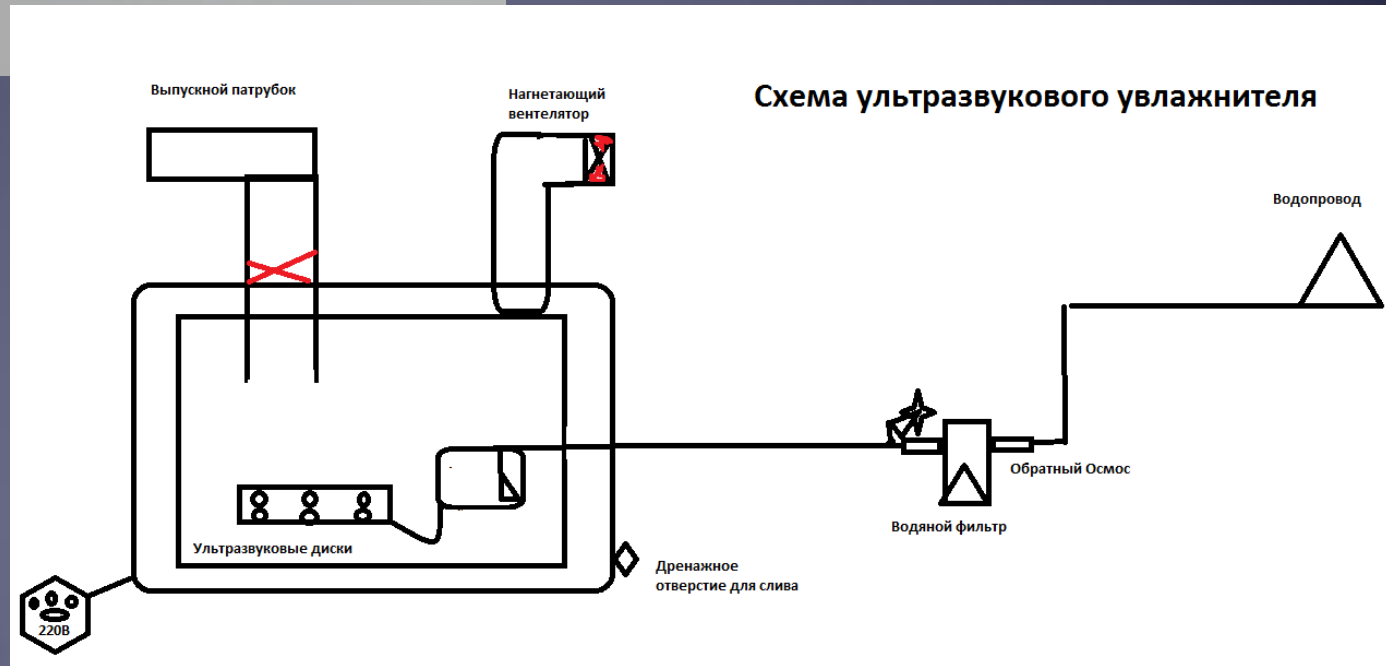 Схема ультразвукового увлажнителя
Выпускной патрубок
Нагнетающий
вентелятор
Водопровод
Обратный Осмос
Водяной фильтр
Ультразвуковые диски
Дренажное
отверстие для слива
220В